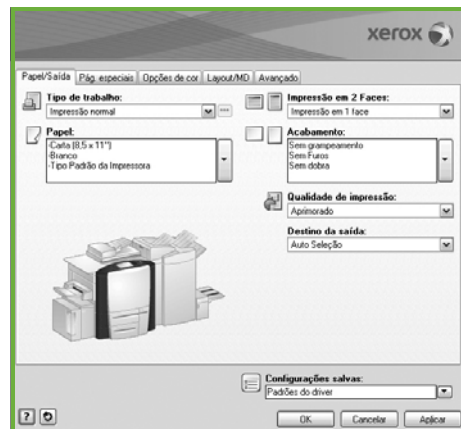 xerox
Papel/Saída Pág. especiais Opções de cor Layout/MD Avançado
Tipo de trabalho:
Impressão normal
Papel:
-Carta (8,5 x 11")
-Branco
-Tipo Padrão da Impressora
Impressão em 2 Faces:
Impressão em 1 face
Acabamento:
Sem grampeamento
Sem Furos
Sem dobra
Qualidade de impressão:
Aprimorado
Destino da saída:
Auto Seleção
Configurações salvas:
Padrões do driver
? OK Cancelar Aplicar